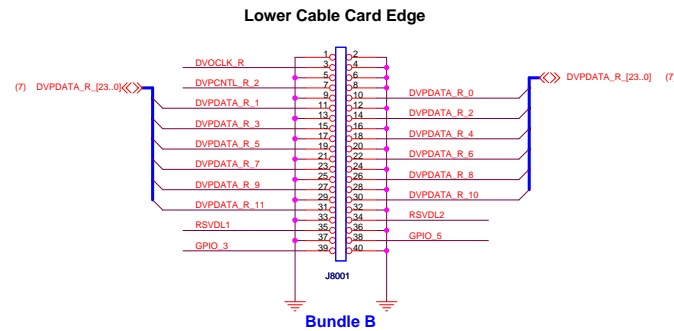 Lower Cable Card Edge
1 2
DVOCLK_R 3 4
5 6
DVPCNTL_R_2 7 8
(7) DVPDATA_R_[23..0] 9 10 DVPDATA_R_0 DVPDATA_R_[23..0] (7
DVPDATA_R_1 11 12
13 14 DVPDATA_R_2
DVPDATA_R_3 15 16
17 18 DVPDATA_R_4
DVPDATA_R_5 19 20
21 22 DVPDATA_R_6
DVPDATA_R_7 23 24
25 26 DVPDATA_R_8
DVPDATA_R_9 27 28
29 30 DVPDATA_R_10
DVPDATA_R_11 31 32
33 34 RSVDL2
RSVDL1 35 36
37 38 GPIO_5
GPIO_3 39 40
J8001
Bundle B